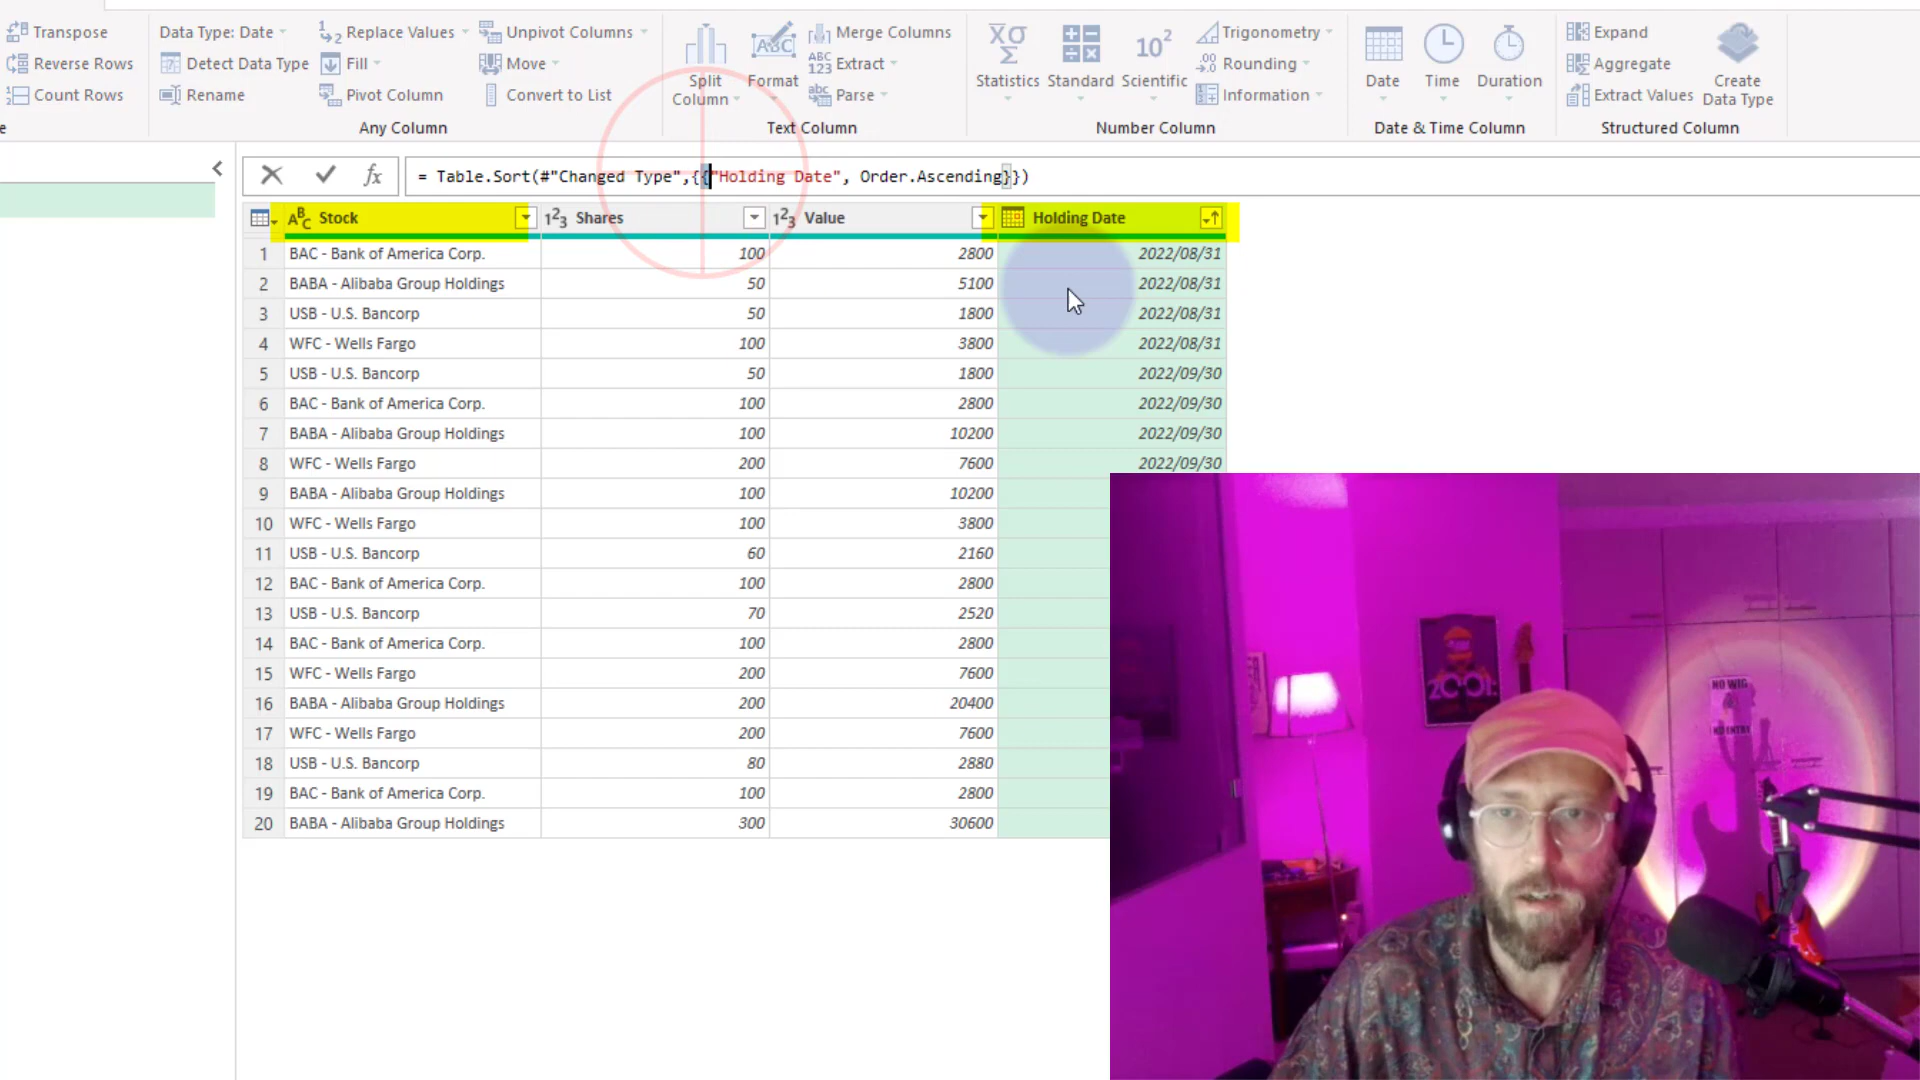 Transpose Data Type: Date Replace Values Unpivot Columns Merge Columns Trigonometry Expand
Reverse Rows Detect Data Type Fill Move Split Column Format Extract Statistics Standard Scientific Rounding Date Time Duration Aggregate Create Data Type
Count Rows Rename Pivot Column Convert to List Parse Information Extract Values
Any Column Text Column Number Column Date & Time Column Structured Column
= Table.Sort(#"Changed Type",{{"Holding Date", Order.Ascending}})
Stock Shares Value Holding Date
1 BAC - Bank of America Corp. 100 2800 2022/08/31
2 BABA - Alibaba Group Holdings 50 5100 2022/08/31
3 USB - U.S. Bancorp 50 1800 2022/08/31
4 WFC - Wells Fargo 100 3800 2022/08/31
5 USB - U.S. Bancorp 50 1800 2022/09/30
6 BAC - Bank of America Corp. 100 2800 2022/09/30
7 BABA - Alibaba Group Holdings 100 10200 2022/09/30
8 WFC - Wells Fargo 200 7600 2022/09/30
9 BABA - Alibaba Group Holdings 100 10200
10 WFC - Wells Fargo 100 3800
11 USB - U.S. Bancorp 60 2160
12 BAC - Bank of America Corp. 100 2800
13 USB - U.S. Bancorp 70 2520
14 BAC - Bank of America Corp. 100 2800
15 WFC - Wells Fargo 200 7600
16 BABA - Alibaba Group Holdings 200 20400
17 WFC - Wells Fargo 200 7600
18 USB - U.S. Bancorp 80 2880
19 BAC - Bank of America Corp. 100 2800
20 BABA - Alibaba Group Holdings 300 30600
NO WIG
NO ENTRY
2001: